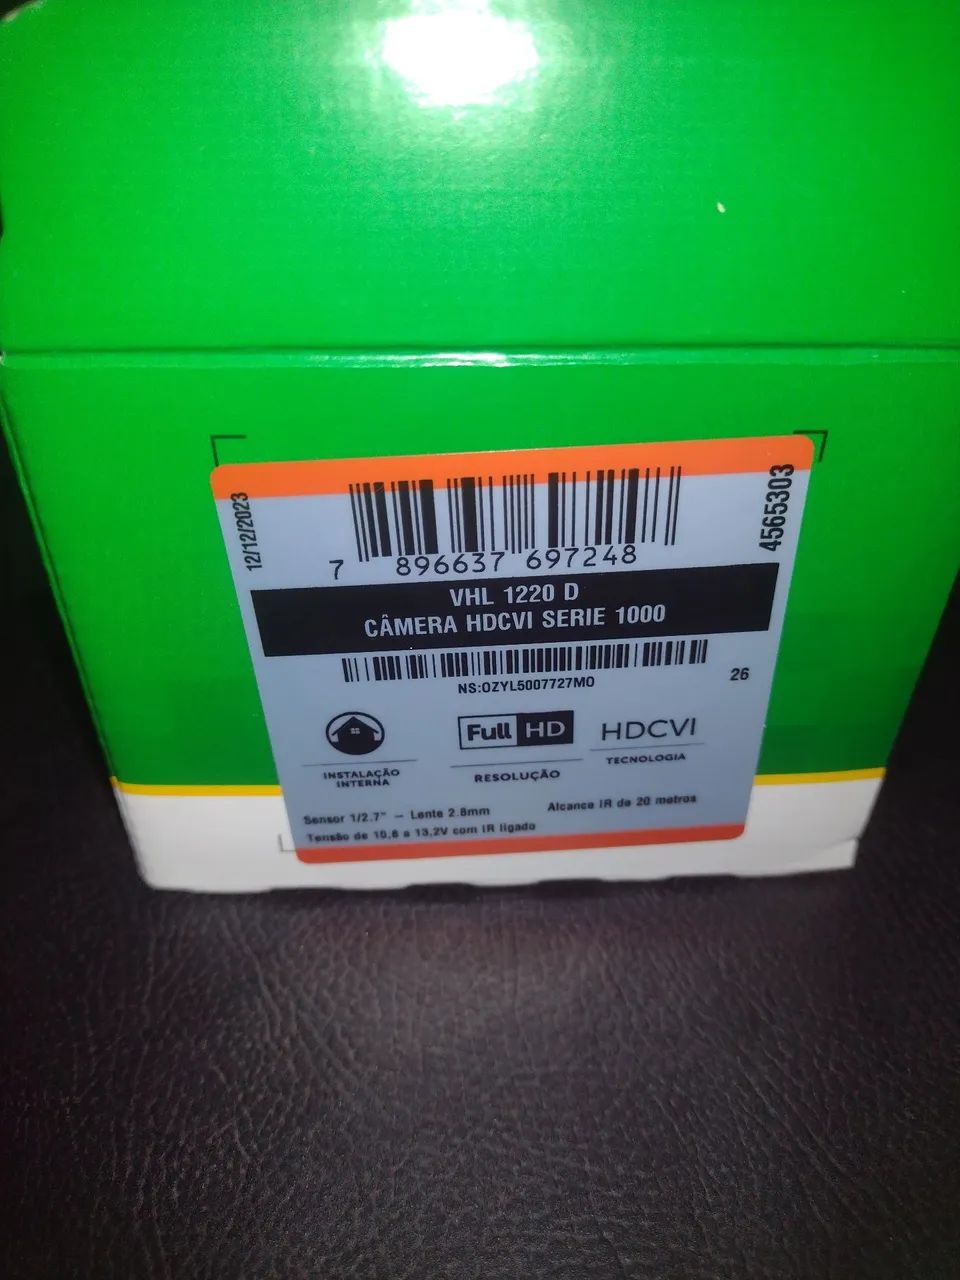 12/12/2023
4565303
7 896637 697248
VHL 1220 D
CÂMERA HDCVI SERIE 1000
NS:0ZYL5007727M0
26
Full HD
HDCVI
INSTALAÇÃO
INTERNA
RESOLUÇÃO
TECNOLOGIA
Sensor 1/2.7" – Lente 2.8mm
Alcance IR de 20 metros
Tensão de 10,8 a 13,2V com IR ligado